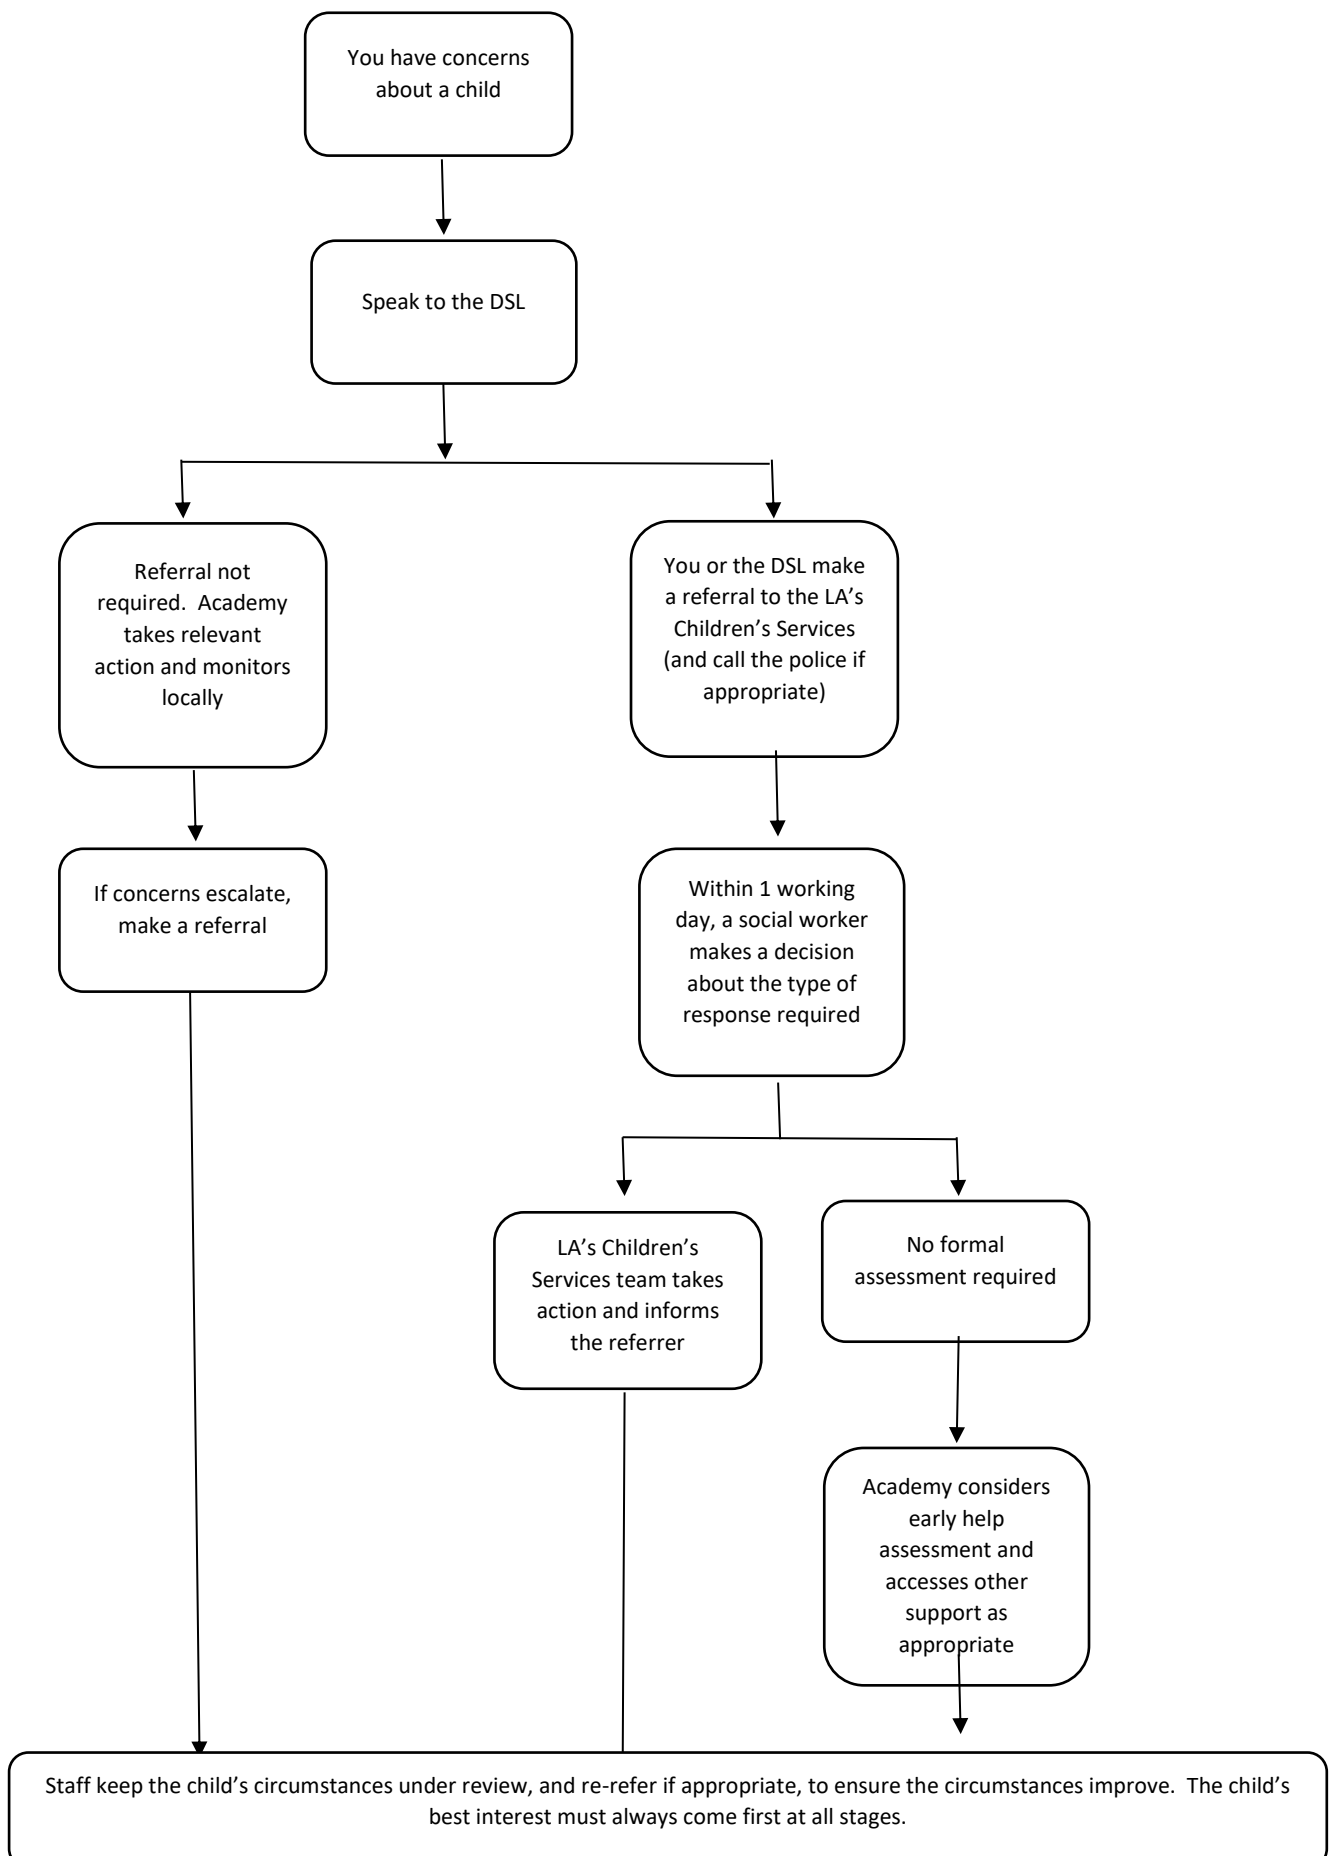 You have concerns
about a child
Speak to the DSL
Referral not
required.  Academy
takes relevant
action and monitors
locally
You or the DSL make
a referral to the LA’s
Children’s Services
(and call the police if
appropriate)
If concerns escalate,
make a referral
Within 1 working
day, a social worker
makes a decision
about the type of
response required
LA’s Children’s
Services team takes
action and informs
the referrer
No formal
assessment required
Academy considers
early help
assessment and
accesses other
support as
appropriate
Staff keep the child’s circumstances under review, and re-refer if appropriate, to ensure the circumstances improve.  The child’s
best interest must always come first at all stages.